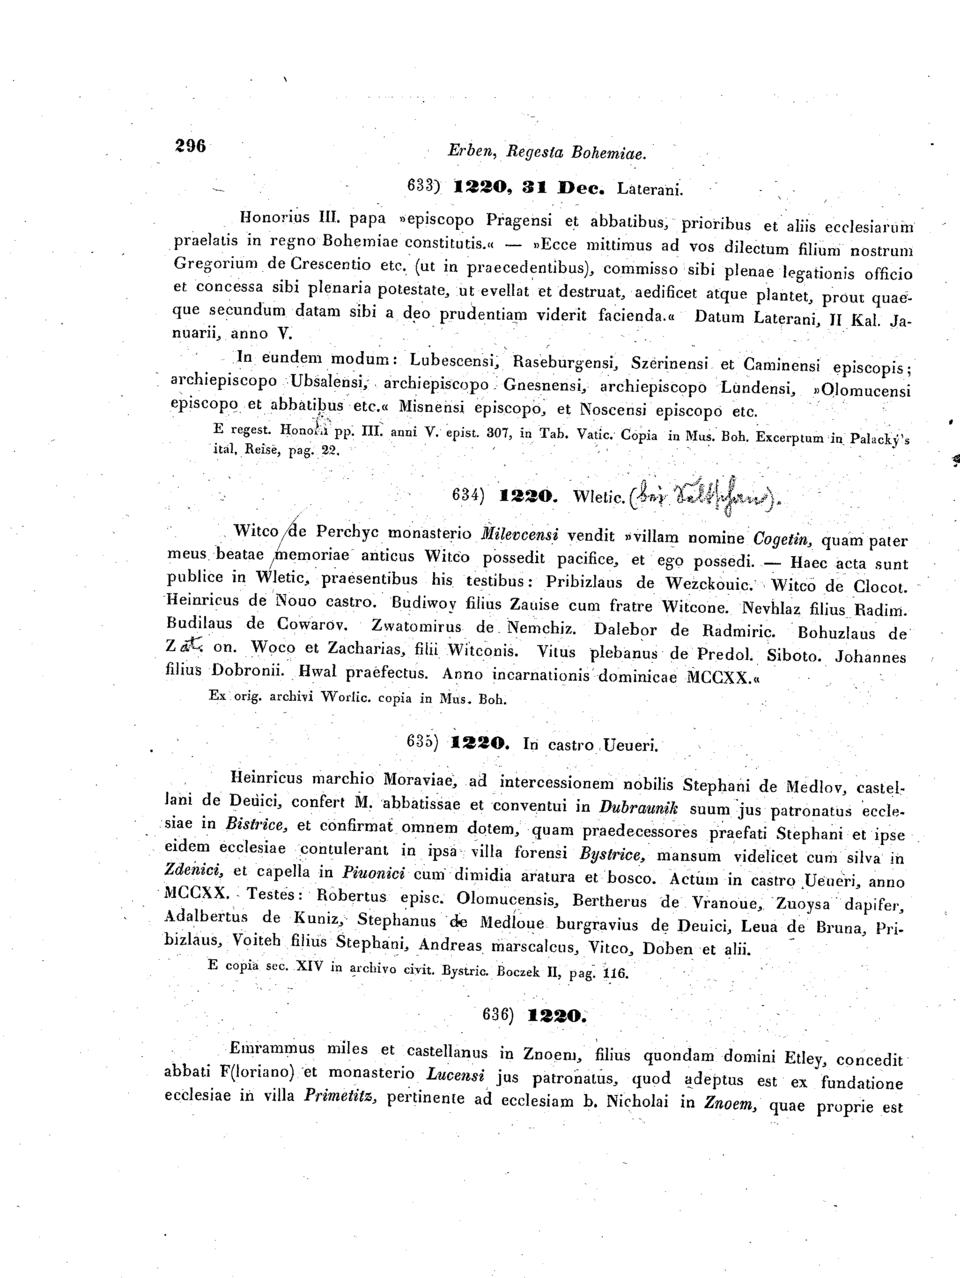 296
Erben, Regesta Bohemiae.
633) 1220, 31 Dec. Laterani.
Honorius III. papa »episcopo Pragensi et abbatibus, prioribus et aliis ecclesiarum
praelatis in regno Bohemiae constitutis.« — »Ecce mittimus ad vos dilectum filium nostrum
Gregorium de Crescentio etc. (ut in praecedentibus), commisso sibi plenae legationis officio
et concessa sibi plenaria potestate, ut evellat et destruat, aedificet atque plantet, prout quae-
que secundum datam sibi a deo prudentiam viderit facienda.« Datum Laterani, II Kal. Ja-
nuarii, anno V.
In eundem modum: Lubescensi, Raseburgensi, Szerinensi et Caminensi episcopis;
archiepiscopo Ubsalensi, archiepiscopo Gnesnensi, archiepiscopo Lundensi, »Olomucensi
episcopo et abbatibus etc.« Misnensi episcopo, et Noscensi episcopo etc.
E regest. Honorii pp. III. anni V. epist. 307, in Tab. Vatic. Copia in Mus. Boh. Excerptum in Palacký's
ital. Reise, pag. 22.
634) 1220. Wletic. (bei
Witco de Perchyc monasterio Milevcensi vendit »villam nomine Cogetin, quam pater
meus beatae memoriae anticus Witco possedit pacifice, et ego possedi. — Haec acta sunt
publice in Wletic, praesentibus his testibus: Pribizlaus de Wezckouic. Witco de Clocot.
Heinricus de Nouo castro. Budiwoy filius Zauise cum fratre Witcone. Nevhlaz filius Radim.
Budilaus de Cowarov. Zwatomirus de Nemchiz. Dalebor de Radmiric. Bohuzlaus de
Zat. on. Woco et Zacharias, filii Witconis. Vitus plebanus de Predol. Siboto. Johannes
filius Dobronii. Hwal praefectus. Anno incarnationis dominicae MCCXX.«
Ex orig. archivi Worlic. copia in Mus. Boh.
635) 1220. In castro Ueueri.
Heinricus marchio Moraviae, ad intercessionem nobilis Stephani de Medlov, castel-
lani de Deuici, confert M. abbatissae et conventui in Dubraunik suum jus patronatus eccle-
siae in Bistrice, et confirmat omnem dotem, quam praedecessores praefati Stephani et ipse
eidem ecclesiae contulerant in ipsa villa forensi Bystrice, mansum videlicet cum silva in
Zdenici, et capella in Piuonici cum dimidia aratura et bosco. Actum in castro Ueueri, anno
MCCXX. Testes: Robertus episc. Olomucensis, Bertherus de Vranoue, Zuoysa dapifer,
Adalbertus de Kuniz, Stephanus de Medloue burgravius de Deuici, Leua de Bruna, Pri-
bizlaus, Voiteh filius Stephani, Andreas marscalcus, Vitco, Doben et alii.
E copia sec. XIV in archivo civit. Bystric. Boczek II, pag. 116.
636) 1220.
Emrammus miles et castellanus in Znoem, filius quondam domini Etley, concedit
abbati F(loriano) et monasterio Lucensi jus patronatus, quod adeptus est ex fundatione
ecclesiae in villa Primetitz, pertinente ad ecclesiam b. Nicholai in Znoem, quae proprie est